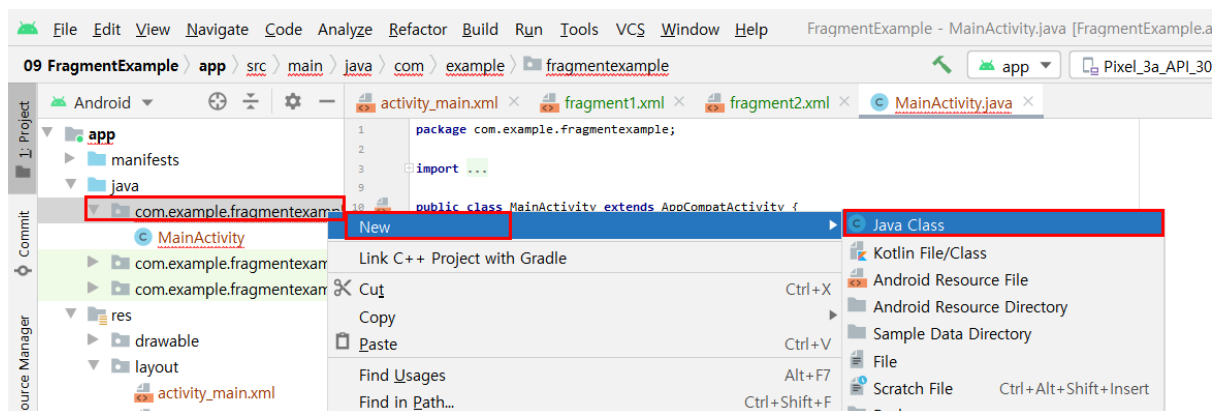 File Edit View Navigate Code Analyze Refactor Build Run Tools VCS Window Help FragmentExample - MainActivity.java [FragmentExample.a
09 FragmentExample app src main java com example fragmentexample app Pixel_3a_API_30
Android activity_main.xml fragment1.xml fragment2.xml MainActivity.java
1: Project
Commit
app
manifests
java
com.example.fragmentexamp
MainActivity
com.example.fragmentexam
com.example.fragmentexam
res
drawable
layout
activity_main.xml
1 package com.example.fragmentexample;
2
3 import ...
9
10 public class MainActivity extends AppCompatActivity {
New
Link C++ Project with Gradle
Cut Ctrl+X
Copy
Paste Ctrl+V
Find Usages Alt+F7
Find in Path... Ctrl+Shift+F
Java Class
Kotlin File/Class
Android Resource File
Android Resource Directory
Sample Data Directory
File
Scratch File Ctrl+Alt+Shift+Insert